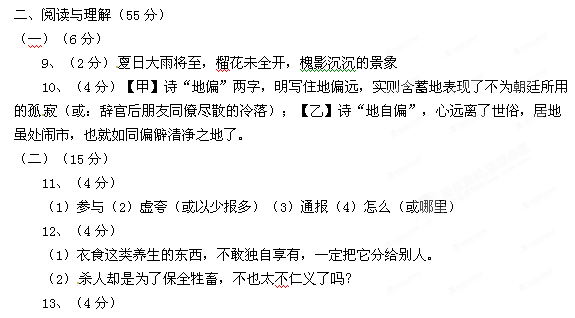 二、阅读与理解（55 分）
（一）（6 分）
9、（2 分）夏日大雨将至，榴花未全开，槐影沉沉的景象
10、（4 分）【甲】诗“地偏”两字，明写住地偏远，实则含蓄地表现了不为朝廷所用
的孤寂（或：辞官后朋友同僚尽散的冷落）；【乙】诗“地自偏”，心远离了世俗，居地
虽处闹市，也就如同偏僻清净之地了。
（二）（15 分）
11、（4 分）
（1）参与（2）虚夸（或以少报多）（3）通报（4）怎么（或哪里）
12、（4 分）
（1）衣食这类养生的东西，不敢独自享有，一定把它分给别人。
（2）杀人却是为了保全牲畜，不也太不仁义了吗？
13、（4 分）